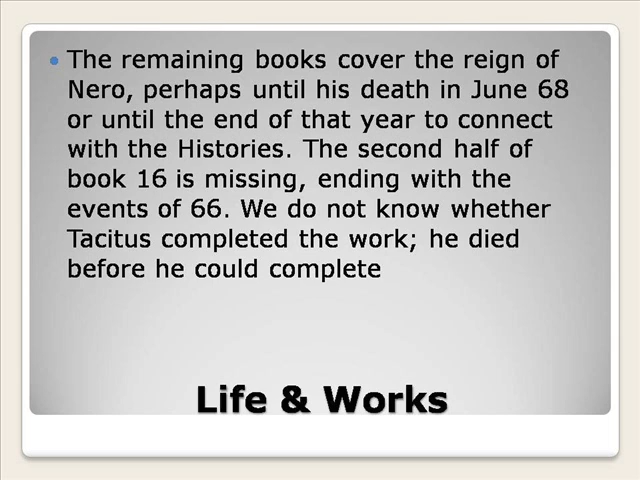 The remaining books cover the reign of
Nero, perhaps until his death in June 68
or until the end of that year to connect
with the Histories. The second half of
book 16 is missing, ending with the
events of 66. We do not know whether
Tacitus completed the work; he died
before he could complete
Life & Works